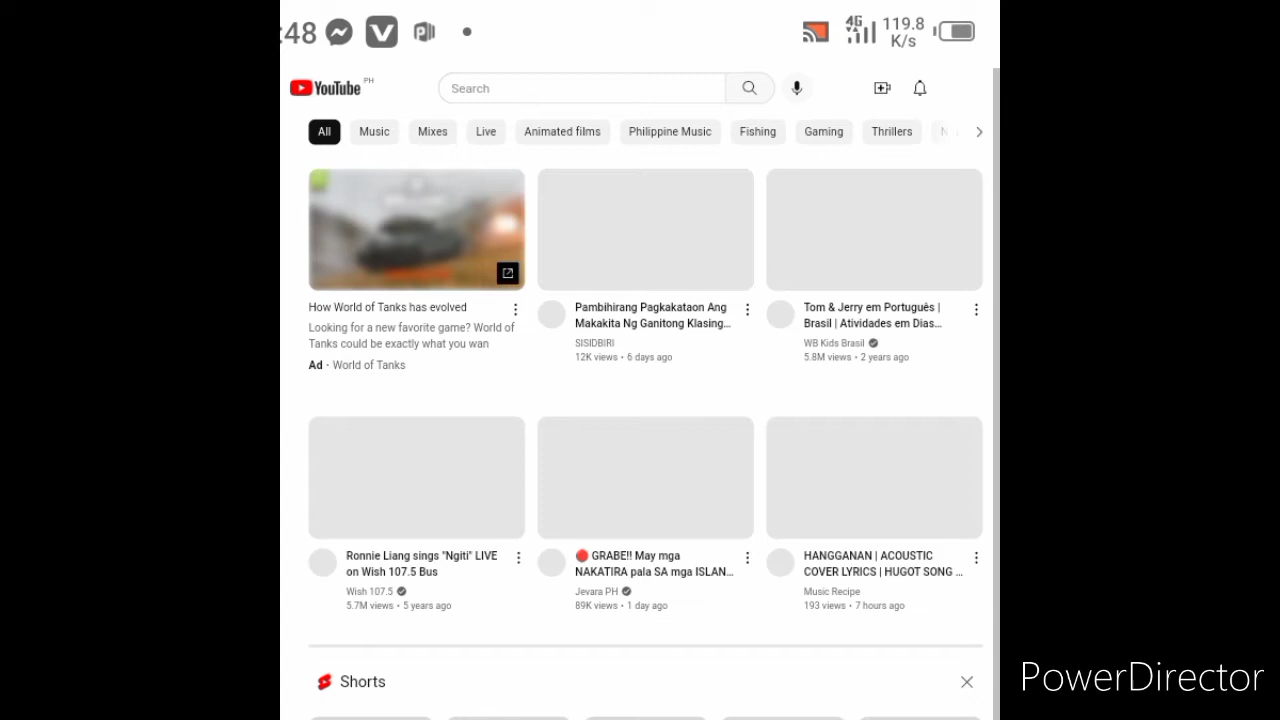 :48
4G
119.8
K/s
YouTube PH
Search
All
Music
Mixes
Live
Animated films
Philippine Music
Fishing
Gaming
Thrillers
N
How World of Tanks has evolved
Looking for a new favorite game? World of
Tanks could be exactly what you want
Ad · World of Tanks
Pambihirang Pagkakataon Ang
Makakita Ng Ganitong Klasing...
SISIDBIRI
12K views • 6 days ago
Tom & Jerry em Português |
Brasil | Atividades em Dias...
WB Kids Brasil
5.8M views • 2 years ago
Ronnie Liang sings "Ngiti" LIVE
on Wish 107.5 Bus
Wish 107.5
5.7M views • 5 years ago
GRABE!! May mga
NAKATIRA pala SA mga ISLAN...
Jevara PH
89K views • 1 day ago
HANGGANAN | ACOUSTIC
COVER LYRICS | HUGOT SONG ...
Music Recipe
193 views • 7 hours ago
Shorts
PowerDirector